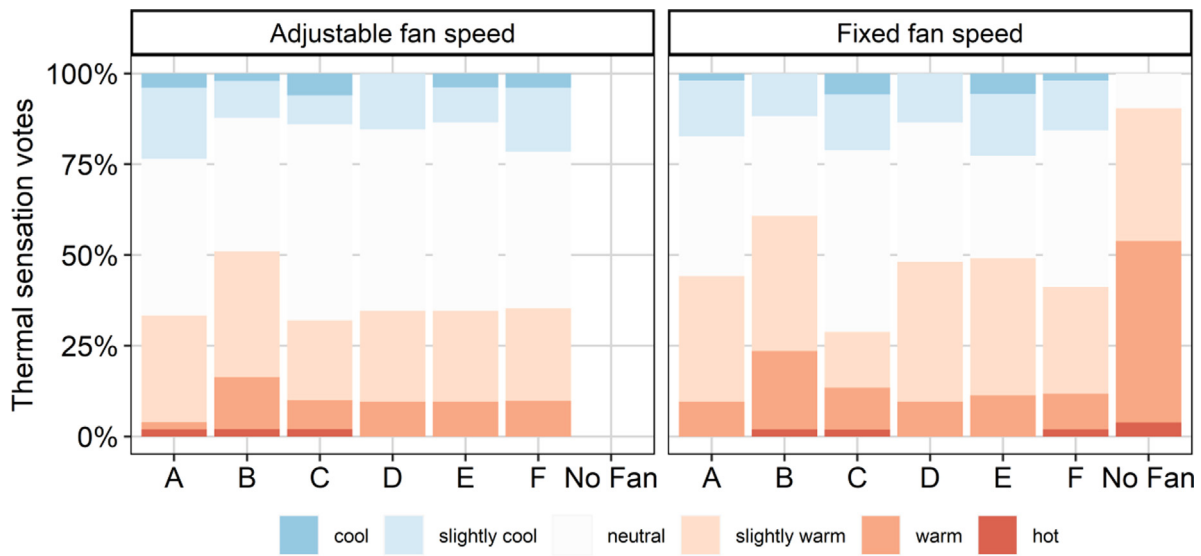 Adjustable fan speed
Fixed fan speed
Thermal sensation votes
100%
75%
50%
25%
0%
A B C D E F No Fan
A B C D E F No Fan
cool slightly cool neutral slightly warm warm hot